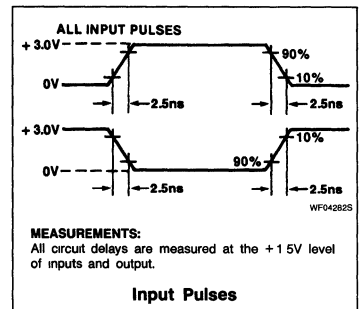 ALL INPUT PULSES
+ 3.0V
90%
10%
0V
2.5ns
2.5ns
+ 3.0V
10%
90%
0V
2.5ns
2.5ns
WF04282S
MEASUREMENTS:
All circuit delays are measured at the + 1 5V level
of inputs and output.
Input Pulses